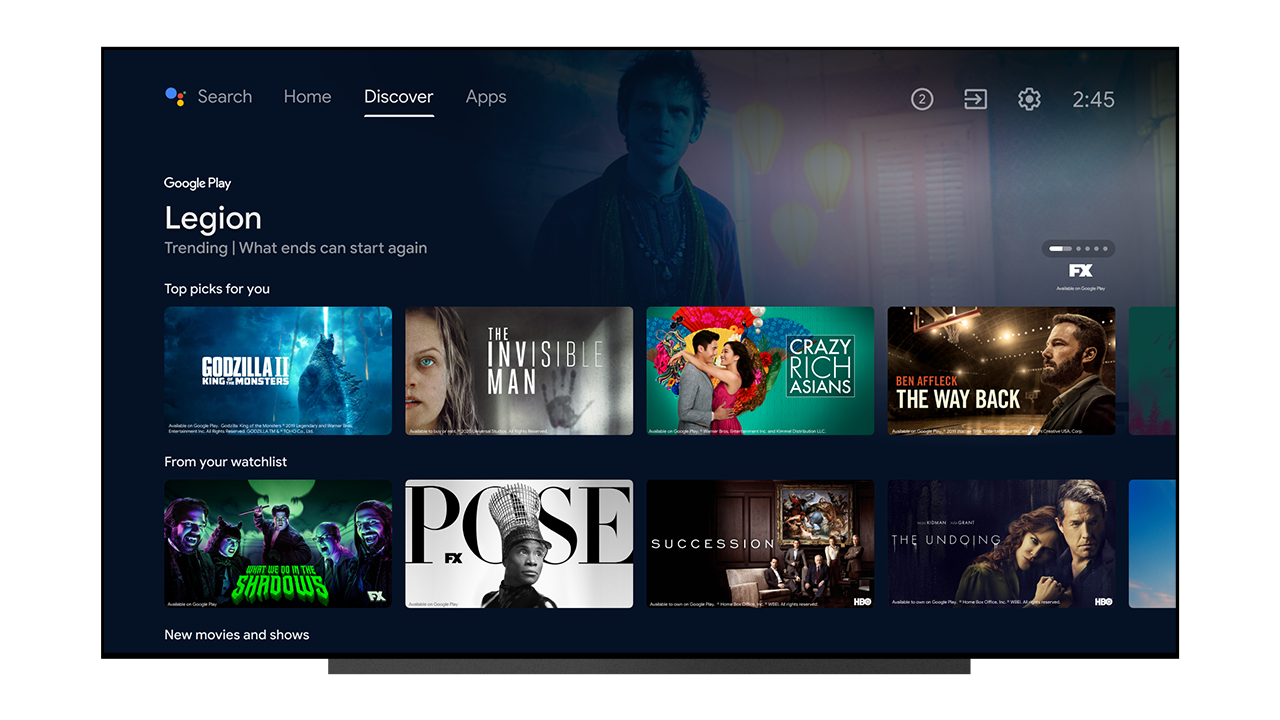 Search Home Discover Apps
2
2:45
Google Play
Legion
Trending | What ends can start again
FX
Available on Google Play
Top picks for you
GODZILLA II
KING OF THE MONSTERS
Available on Google Play. Godzilla: King of the Monsters © 2019 Legendary and Warner Bros.
Entertainment Inc. All Rights Reserved. GODZILLA TM & © TOHO Co., Ltd.
THE
INVISIBLE
MAN
Available to buy or rent. © 2020 Universal Studios. All Rights Reserved.
CRAZY
RICH
ASIANS
Available on Google Play. © Warner Bros. Entertainment Inc. and Kimmel Distribution LLC.
BEN AFFLECK
THE WAY BACK
Available on Google Play. © 2019 Warner Bros. Entertainment Inc. Creative USA, Corp.
From your watchlist
WHAT WE DO IN THE
SHADOWS
Available on Google Play
FX
POSE
FX
Available on Google Play
SUCCESSION
Available to own on Google Play. © Home Box Office, Inc. © WBEI. All rights reserved.
HBO
KIDMAN GRANT
THE UNDOING
Available to own on Google Play. © Home Box Office, Inc. © WBEI. All rights reserved.
HBO
New movies and shows